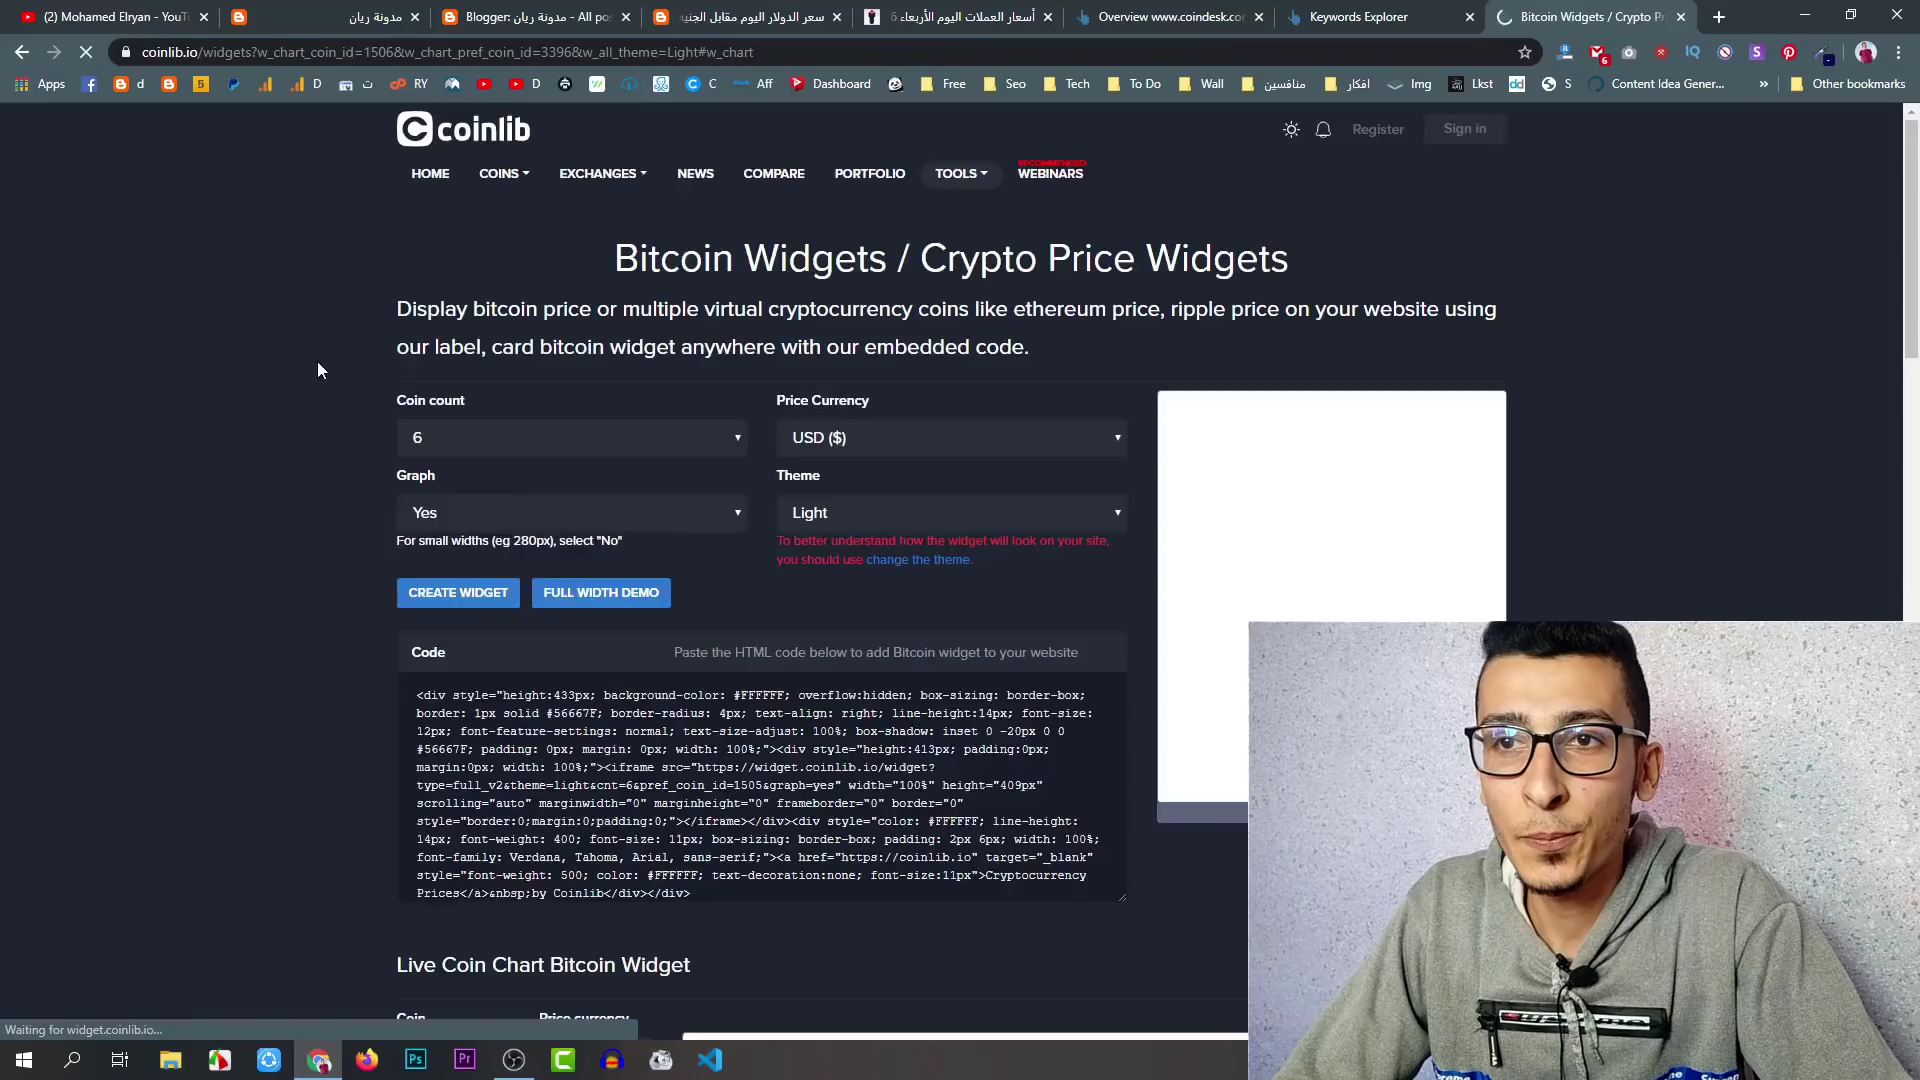 (2) Mohamed Elryan - YouTu
مدونة ريان
Blogger: مدونة ريان - All po
سعر الدولار اليوم مقابل الجنيه
أسعار العملات اليوم الأربعاء 6
Overview www.coindesk.co
Keywords Explorer
Bitcoin Widgets / Crypto Pr
coinlib.io/widgets?w_chart_coin_id=1506&w_chart_pref_coin_id=3396&w_all_theme=Light#w_chart
Apps
d
D
ت
RY
D
C
Aff
Dashboard
Free
Seo
Tech
To Do
Wall
منافسين
افكار
Img
Lkst
S
Content Idea Gener...
»
Other bookmarks
coinlib
Register
Sign in
RECOMMENDED
HOME
COINS
EXCHANGES
NEWS
COMPARE
PORTFOLIO
TOOLS
WEBINARS
Bitcoin Widgets / Crypto Price Widgets
Display bitcoin price or multiple virtual cryptocurrency coins like ethereum price, ripple price on your website using
our label, card bitcoin widget anywhere with our embedded code.
Coin count
Price Currency
6
USD ($)
Graph
Theme
Yes
Light
For small widths (eg 280px), select "No"
To better understand how the widget will look on your site,
you should use change the theme.
CREATE WIDGET
FULL WIDTH DEMO
Code
Paste the HTML code below to add Bitcoin widget to your website
<div style="height:433px; background-color: #FFFFFF; overflow:hidden; box-sizing: border-box;
border: 1px solid #56667F; border-radius: 4px; text-align: right; line-height:14px; font-size:
12px; font-feature-settings: normal; text-size-adjust: 100%; box-shadow: inset 0 -20px 0 0
#56667F; padding: 0px; margin: 0px; width: 100%;"><div style="height:413px; padding:0px;
margin:0px; width: 100%;"><iframe src="https://widget.coinlib.io/widget?
type=full_v2&theme=light&cnt=6&pref_coin_id=1505&graph=yes" width="100%" height="409px"
scrolling="auto" marginwidth="0" marginheight="0" frameborder="0" border="0"
style="border:0;margin:0;padding:0;"></iframe></div><div style="color: #FFFFFF; line-height:
14px; font-weight: 400; font-size: 11px; box-sizing: border-box; padding: 2px 6px; width: 100%;
font-family: Verdana, Tahoma, Arial, sans-serif;"><a href="https://coinlib.io" target="_blank"
style="font-weight: 500; color: #FFFFFF; text-decoration:none; font-size:11px">Cryptocurrency
Prices</a>&nbsp;by Coinlib</div></div>
Live Coin Chart Bitcoin Widget
Coin
Price currency
Waiting for widget.coinlib.io...
Ps
Pr